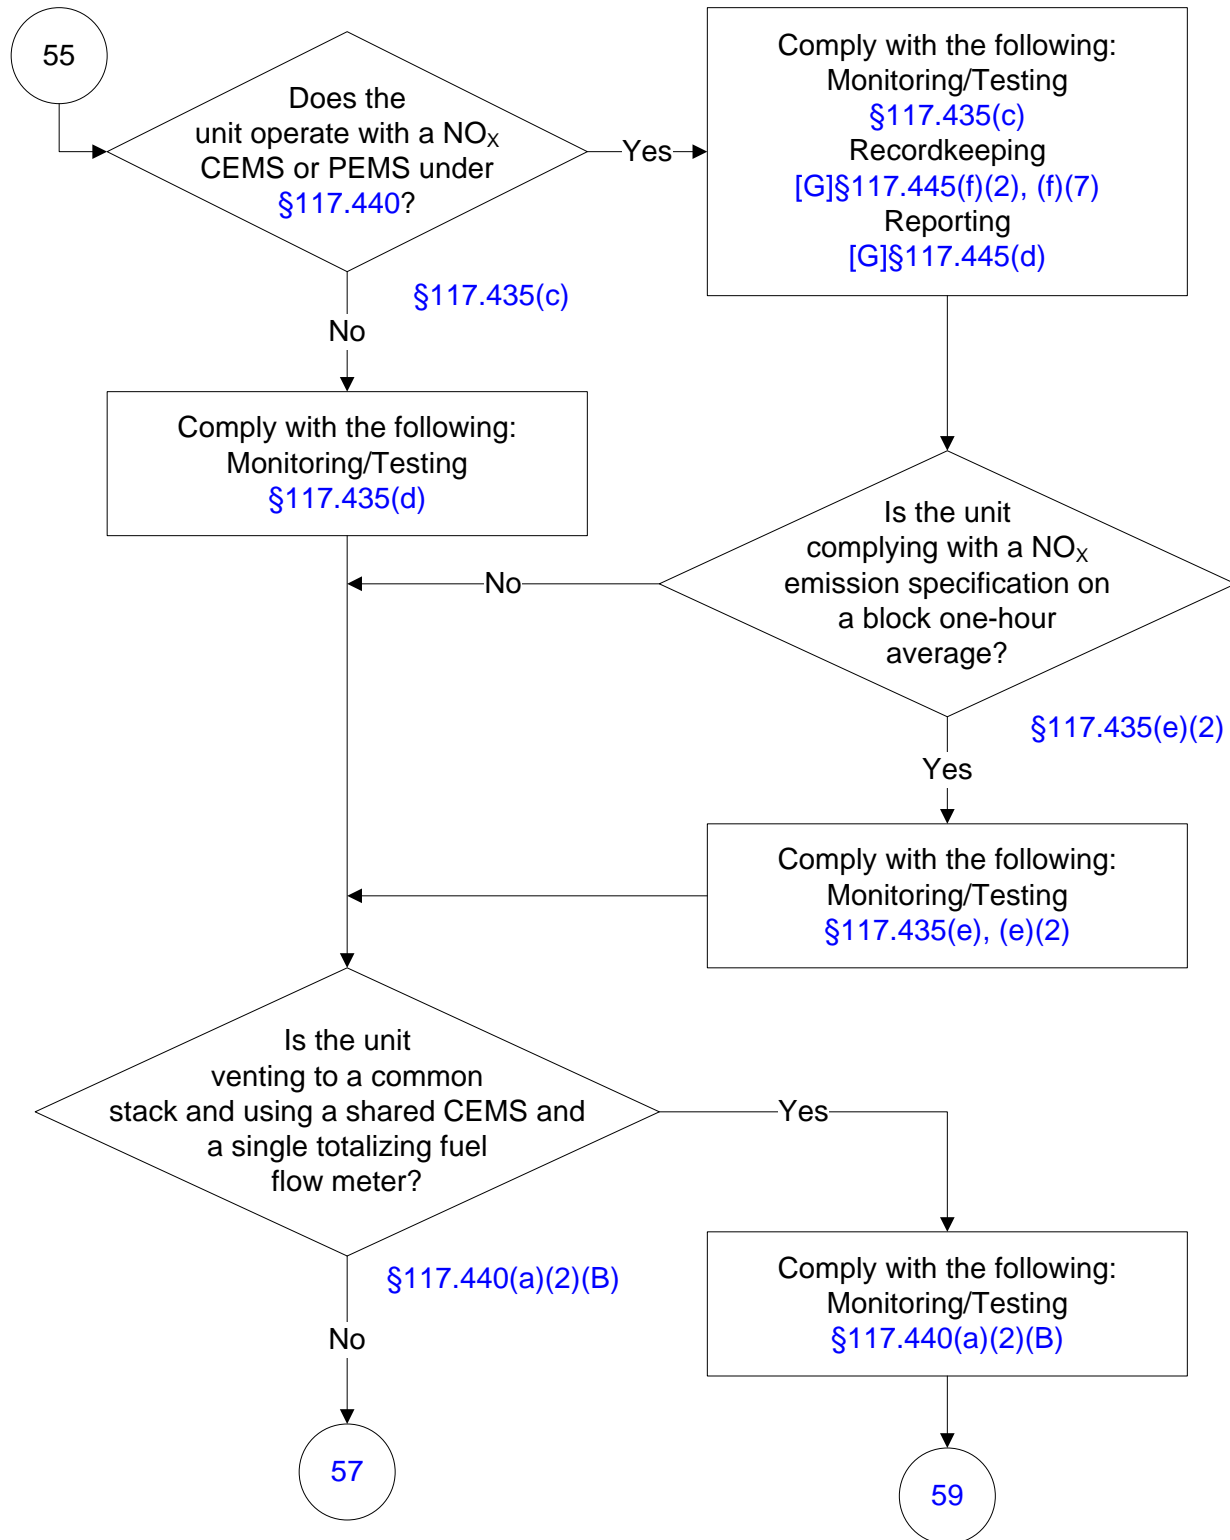 55
Does the
unit operate with a NOX
CEMS or PEMS under
§117.440?
Yes
Comply with the following:
Monitoring/Testing
§117.435(c)
Recordkeeping
[G]§117.445(f)(2), (f)(7)
Reporting
[G]§117.445(d)
§117.435(c)
No
Comply with the following:
Monitoring/Testing
§117.435(d)
Is the unit
complying with a NOX
emission specification on
a block one-hour
average?
No
§117.435(e)(2)
Yes
Comply with the following:
Monitoring/Testing
§117.435(e), (e)(2)
Is the unit
venting to a common
stack and using a shared CEMS and
a single totalizing fuel
flow meter?
Yes
§117.440(a)(2)(B)
No
Comply with the following:
Monitoring/Testing
§117.440(a)(2)(B)
57
59